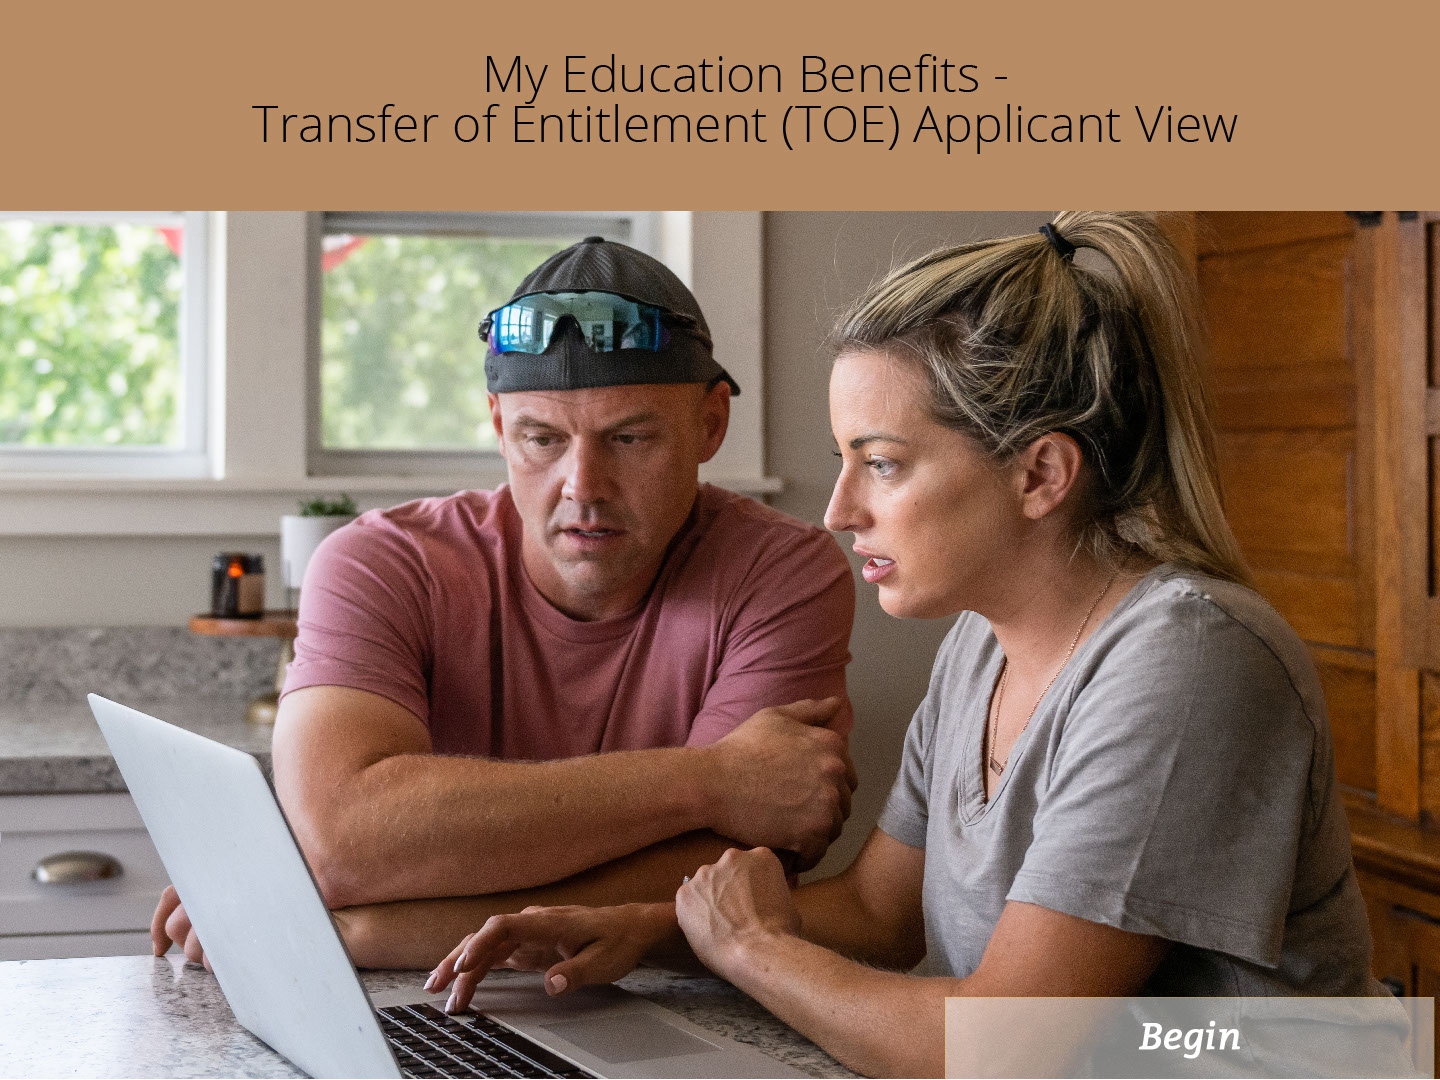 My Education Benefits -
Transfer of Entitlement (TOE) Applicant View
Begin